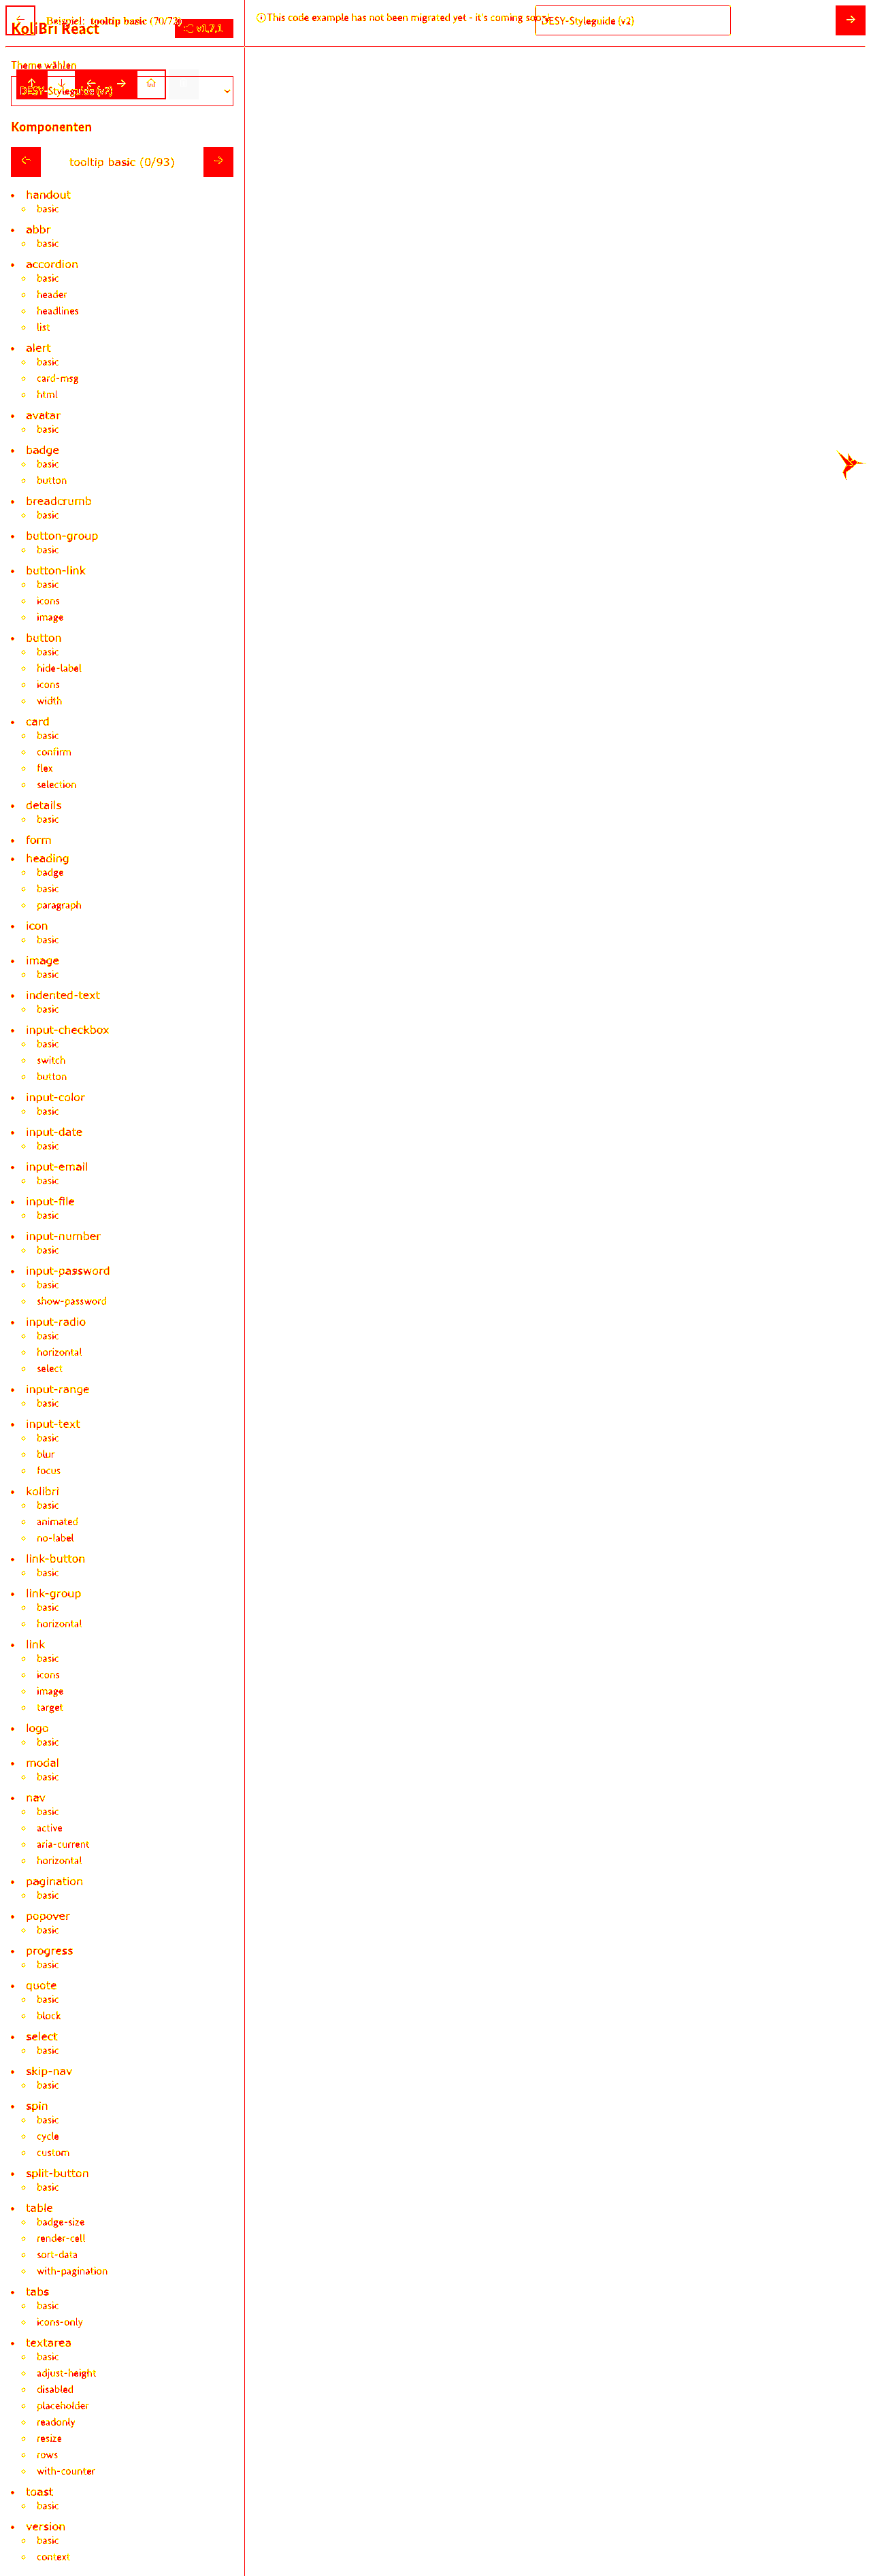 Beispiel: tooltip basic (70/72)
KoliBri React
v1.7.1
This code example has not been migrated yet - it's coming soon!
DESY-Styleguide (v2)
Theme wählen
DESY-Styleguide (v2)
Komponenten
tooltip basic (0/93)
handout
basic
abbr
basic
accordion
basic
header
headlines
list
alert
basic
card-msg
html
avatar
basic
badge
basic
button
breadcrumb
basic
button-group
basic
button-link
basic
icons
image
button
basic
hide-label
icons
width
card
basic
confirm
flex
selection
details
basic
form
heading
badge
basic
paragraph
icon
basic
image
basic
indented-text
basic
input-checkbox
basic
switch
button
input-color
basic
input-date
basic
input-email
basic
input-file
basic
input-number
basic
input-password
basic
show-password
input-radio
basic
horizontal
select
input-range
basic
input-text
basic
blur
focus
kolibri
basic
animated
no-label
link-button
basic
link-group
basic
horizontal
link
basic
icons
image
target
logo
basic
modal
basic
nav
basic
active
aria-current
horizontal
pagination
basic
popover
basic
progress
basic
quote
basic
block
select
basic
skip-nav
basic
spin
basic
cycle
custom
split-button
basic
table
badge-size
render-cell
sort-data
with-pagination
tabs
basic
icons-only
textarea
basic
adjust-height
disabled
placeholder
readonly
resize
rows
with-counter
toast
basic
version
basic
context